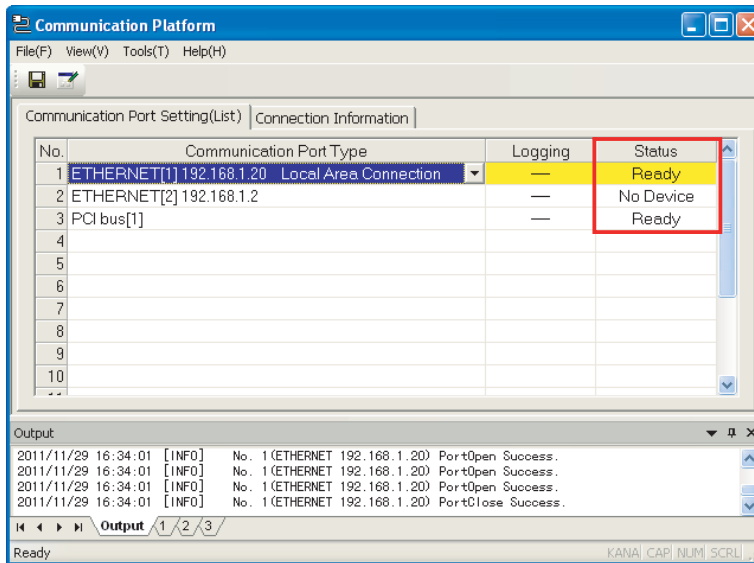 Communication Platform
File(F) View(V) Tools(T) Help(H)
Communication Port Setting(List) Connection Information
No. Communication Port Type Logging Status
1 ETHERNET[1] 192.168.1.20 Local Area Connection — Ready
2 ETHERNET[2] 192.168.1.2 — No Device
3 PCI bus[1] — Ready
4
5
6
7
8
9
10
Output
2011/11/29 16:34:01 [INFO] No. 1(ETHERNET 192.168.1.20) PortOpen Success.
2011/11/29 16:34:01 [INFO] No. 1(ETHERNET 192.168.1.20) PortOpen Success.
2011/11/29 16:34:01 [INFO] No. 1(ETHERNET 192.168.1.20) PortOpen Success.
2011/11/29 16:34:01 [INFO] No. 1(ETHERNET 192.168.1.20) PortClose Success.
Output 1 2 3
Ready KANA CAP NUM SCRL